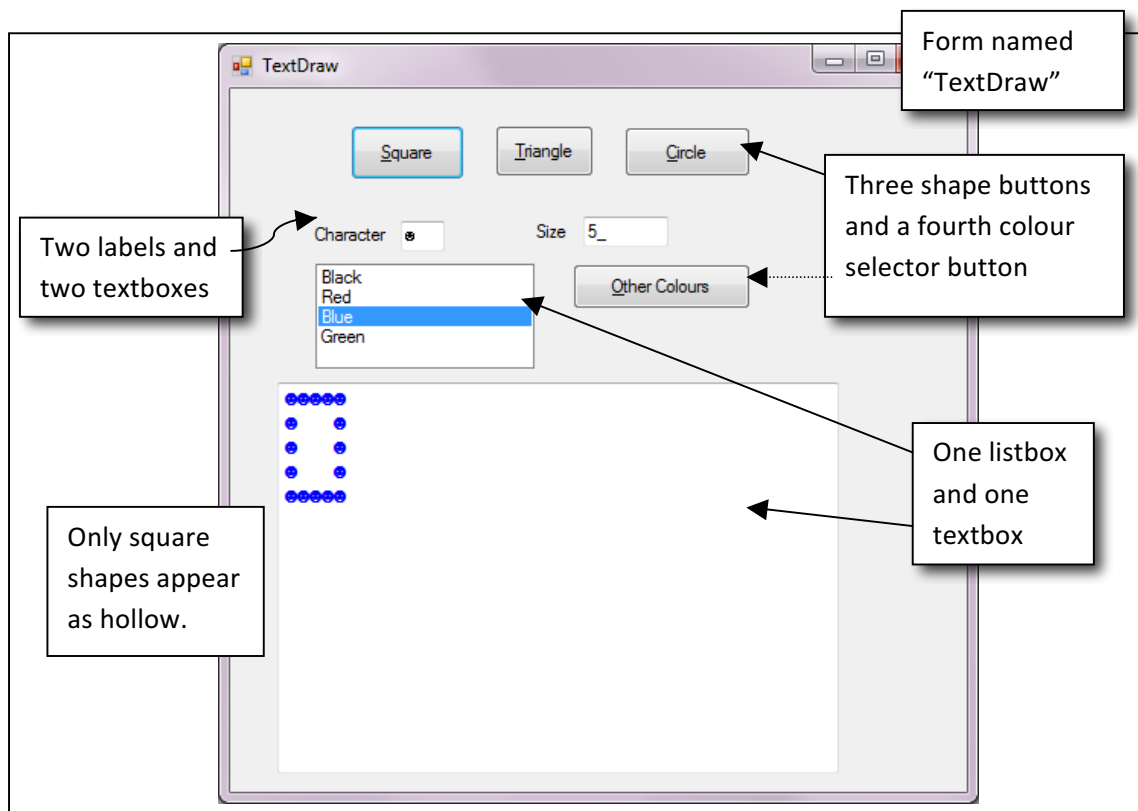 Form named
“TextDraw”
TextDraw
Square
Triangle
Circle
Three shape buttons
and a fourth colour
selector button
Two labels and
two textboxes
Character ☻
Size 5_
Black
Red
Blue
Green
Other Colours
☻☻☻☻☻
☻ ☻
☻ ☻
☻ ☻
☻☻☻☻☻
One listbox
and one
textbox
Only square
shapes appear
as hollow.